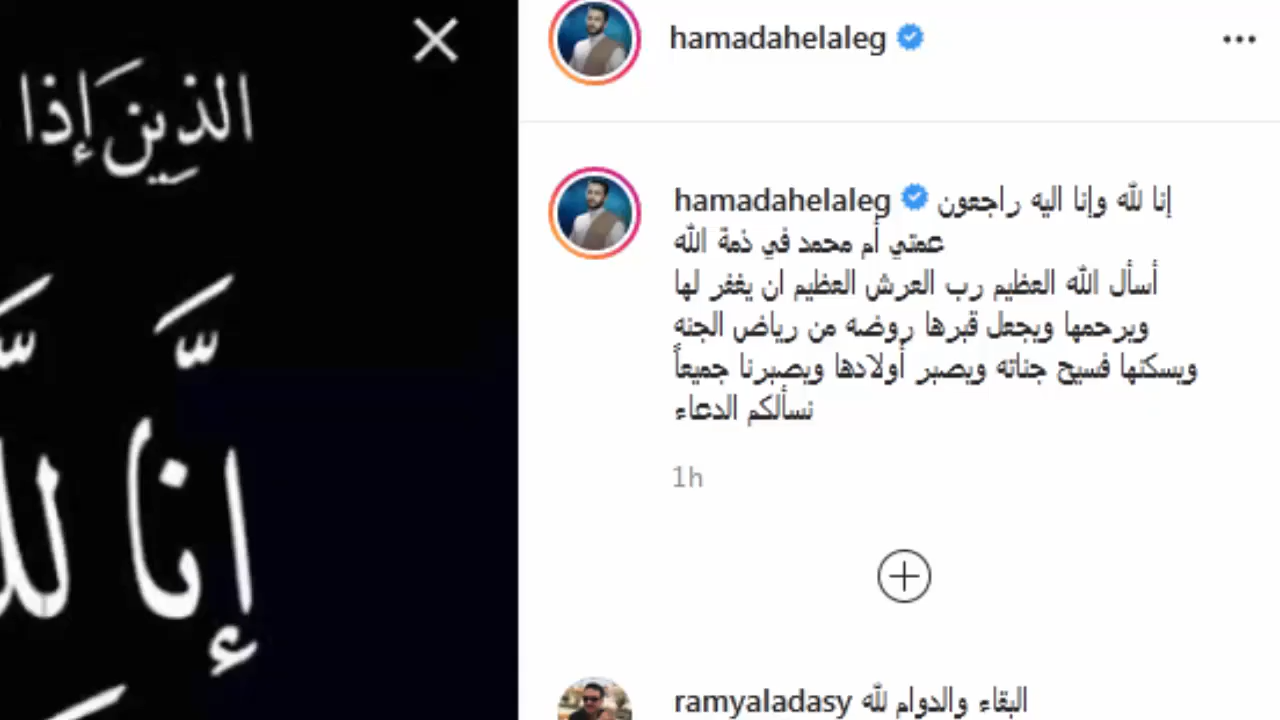 الذِينَ إذا
إنا لله
hamadahelaleg
hamadahelaleg إنا لله وإنا اليه راجعون
عمتي أم محمد في ذمة الله
أسأل الله العظيم رب العرش العظيم ان يغفر لها
ويرحمها ويجعل قبرها روضه من رياض الجنه
ويسكنها فسيح جناته ويصبر أولادها ويصبرنا جميعاً
نسألكم الدعاء
1h
ramyaladasy البقاء والدوام لله